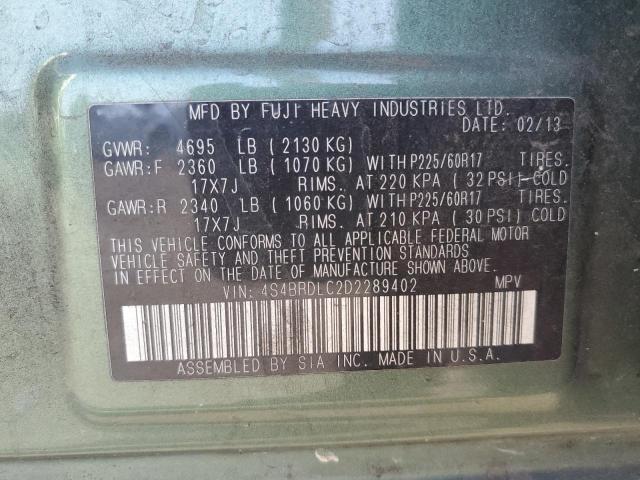 MFD BY FUJI HEAVY INDUSTRIES LTD.
DATE: 02/13
GVWR: 4695 LB ( 2130 KG)
GAWR:F 2360 LB ( 1070 KG) WITH P225/60R17 TIRES.
17X7J RIMS. AT 220 KPA ( 32 PSI) COLD
GAWR:R 2340 LB ( 1060 KG) WITH P225/60R17 TIRES.
17X7J RIMS. AT 210 KPA ( 30 PSI) COLD
THIS VEHICLE CONFORMS TO ALL APPLICABLE FEDERAL MOTOR
VEHICLE SAFETY AND THEFT PREVENTION STANDARDS
IN EFFECT ON THE DATE OF MANUFACTURE SHOWN ABOVE.
VIN: 4S4BRDLC2D2289402 MPV
ASSEMBLED BY SIA INC. MADE IN U.S.A.